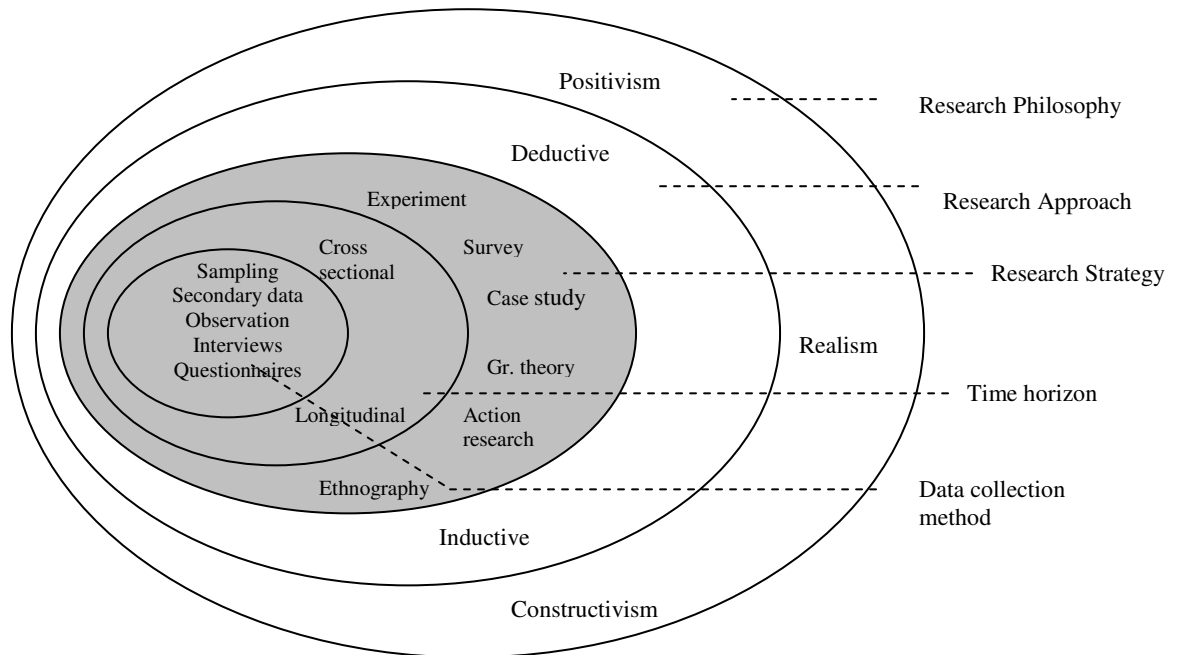 Positivism
Research Philosophy
Deductive
Research Approach
Experiment
Cross
sectional
Survey
Research Strategy
Sampling
Secondary data
Observation
Interviews
Questionnaires
Case study
Realism
Gr. theory
Time horizon
Longitudinal
Action
research
Ethnography
Data collection
method
Inductive
Constructivism